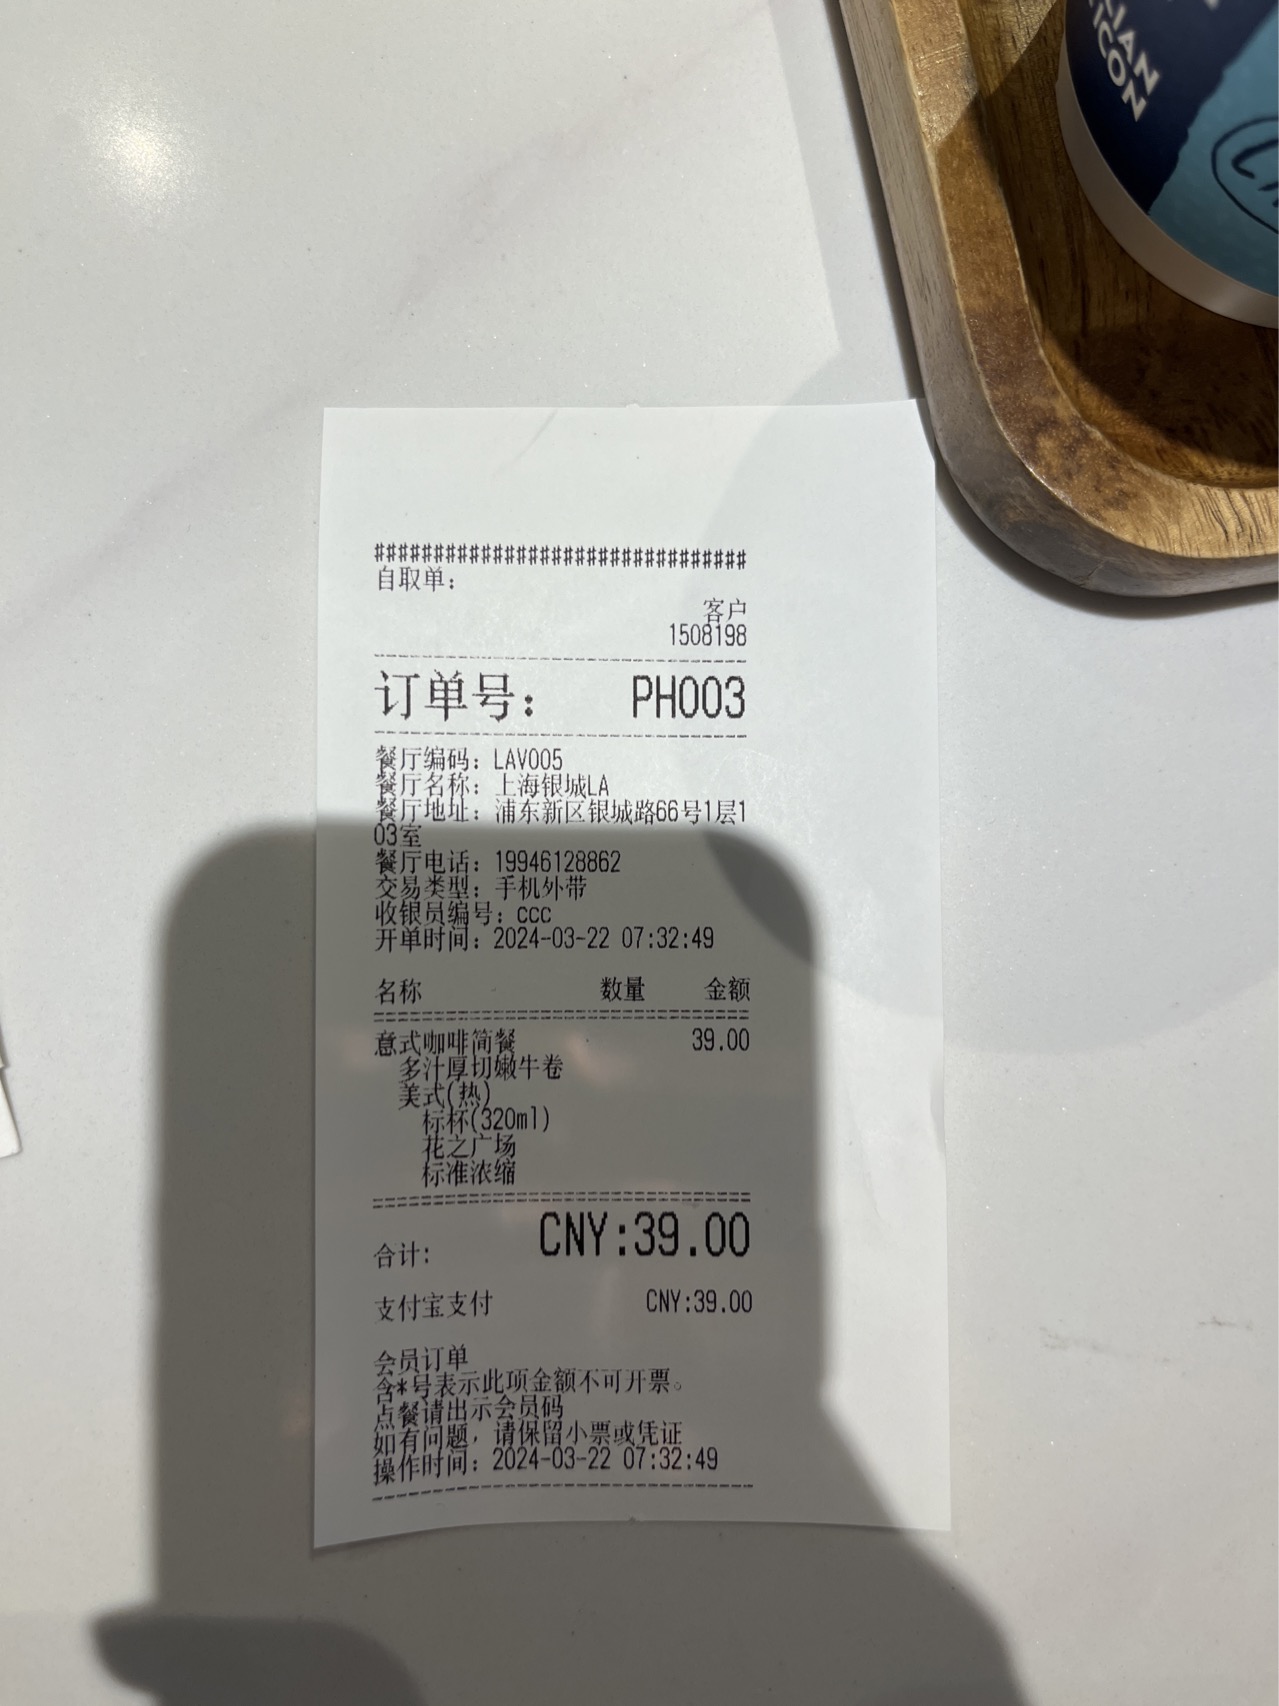 LIAN
ICON
###############################
自取单:
客户
1508198
订单号: PH003
餐厅编码: LAV005
餐厅名称: 上海银城LA
餐厅地址: 浦东新区银城路66号1层1
03室
餐厅电话: 19946128862
交易类型: 手机外带
收银员编号: ccc
开单时间: 2024-03-22 07:32:49
名称 数量 金额
意式咖啡简餐 39.00
多汁厚切嫩牛卷
美式(热)
标杯(320ml)
花之广场
标准浓缩
合计: CNY:39.00
支付宝支付 CNY:39.00
会员订单
含*号表示此项金额不可开票。
点餐请出示会员码
如有问题, 请保留小票或凭证
操作时间: 2024-03-22 07:32:49